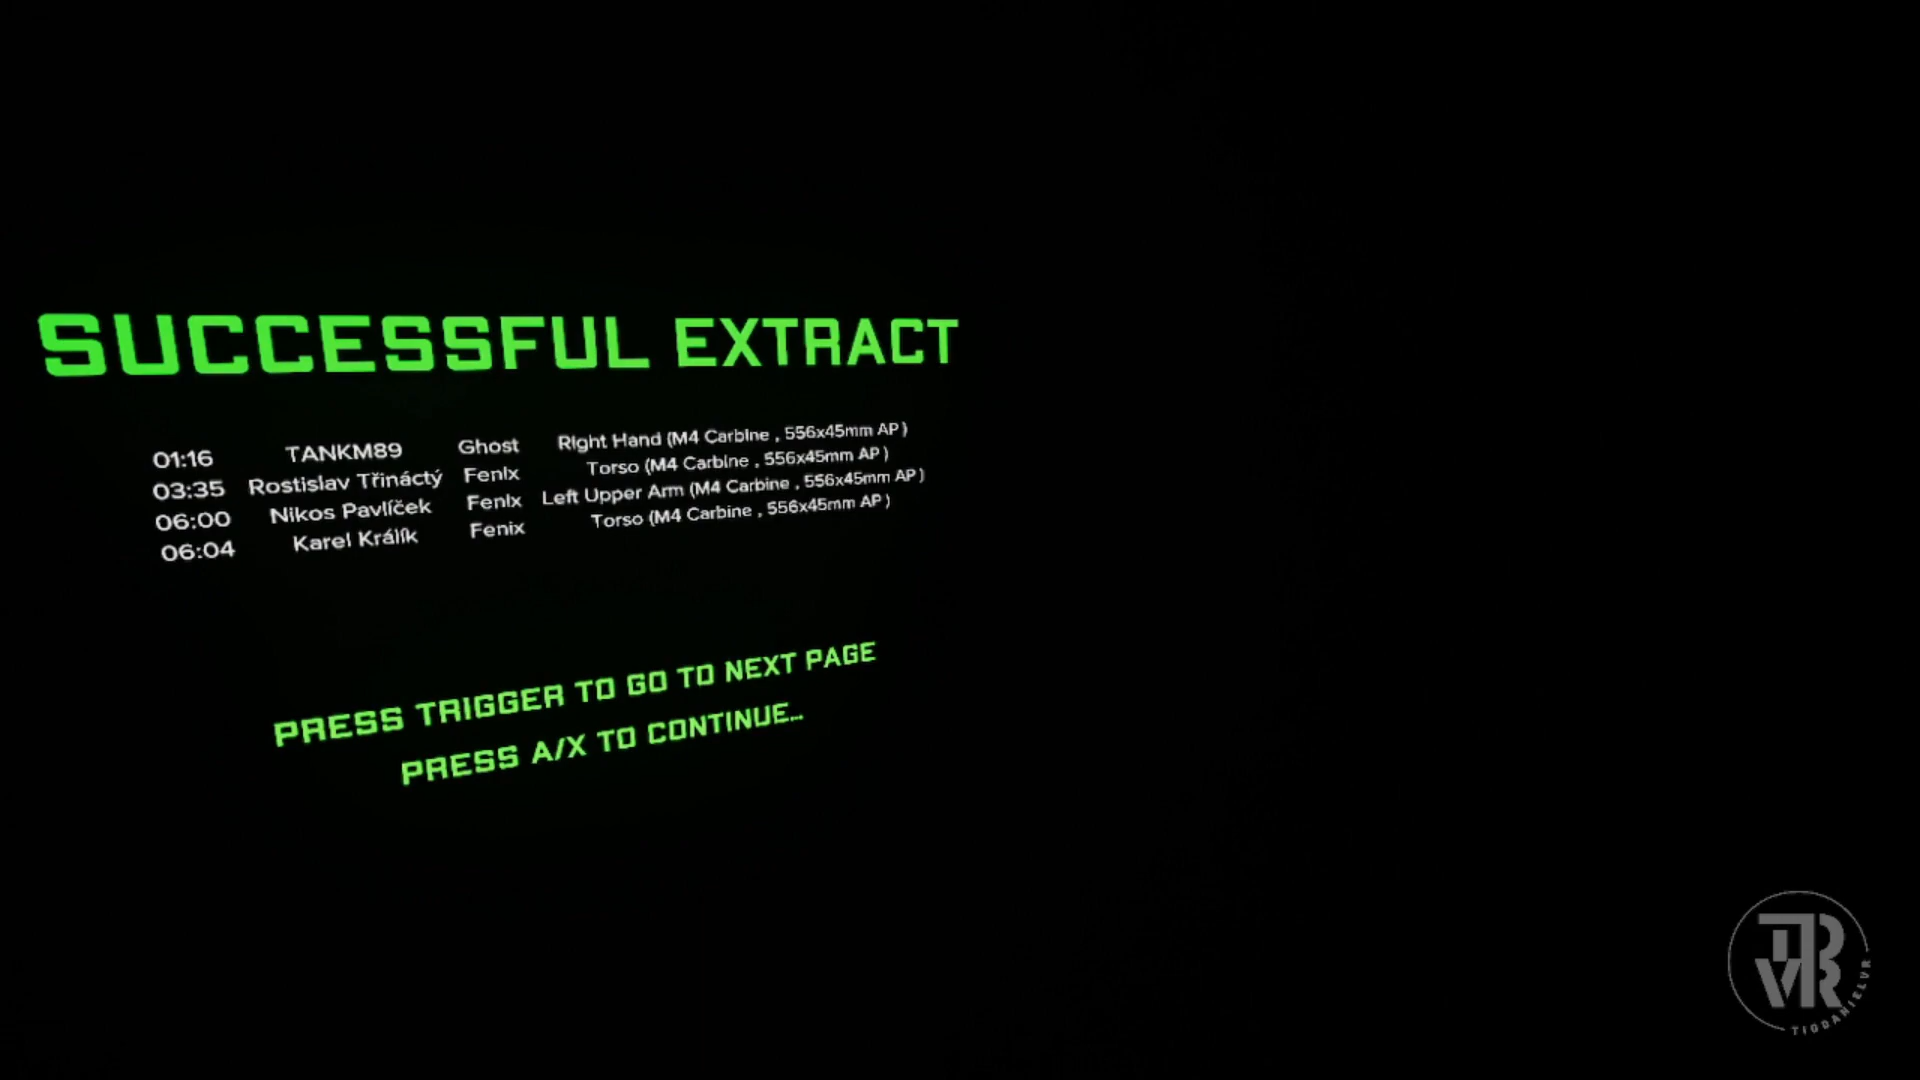 SUCCESSFUL EXTRACT
01:16 TANKM89 Ghost Right Hand (M4 Carbine , 556x45mm AP )
03:35 Rostislav Třináctý Fenix Torso (M4 Carbine , 556x45mm AP )
06:00 Nikos Pavlíček Fenix Left Upper Arm (M4 Carbine , 556x45mm AP )
06:04 Karel Králík Fenix Torso (M4 Carbine , 556x45mm AP )
PRESS TRIGGER TO GO TO NEXT PAGE
PRESS A/X TO CONTINUE...
TIGDANIELVR